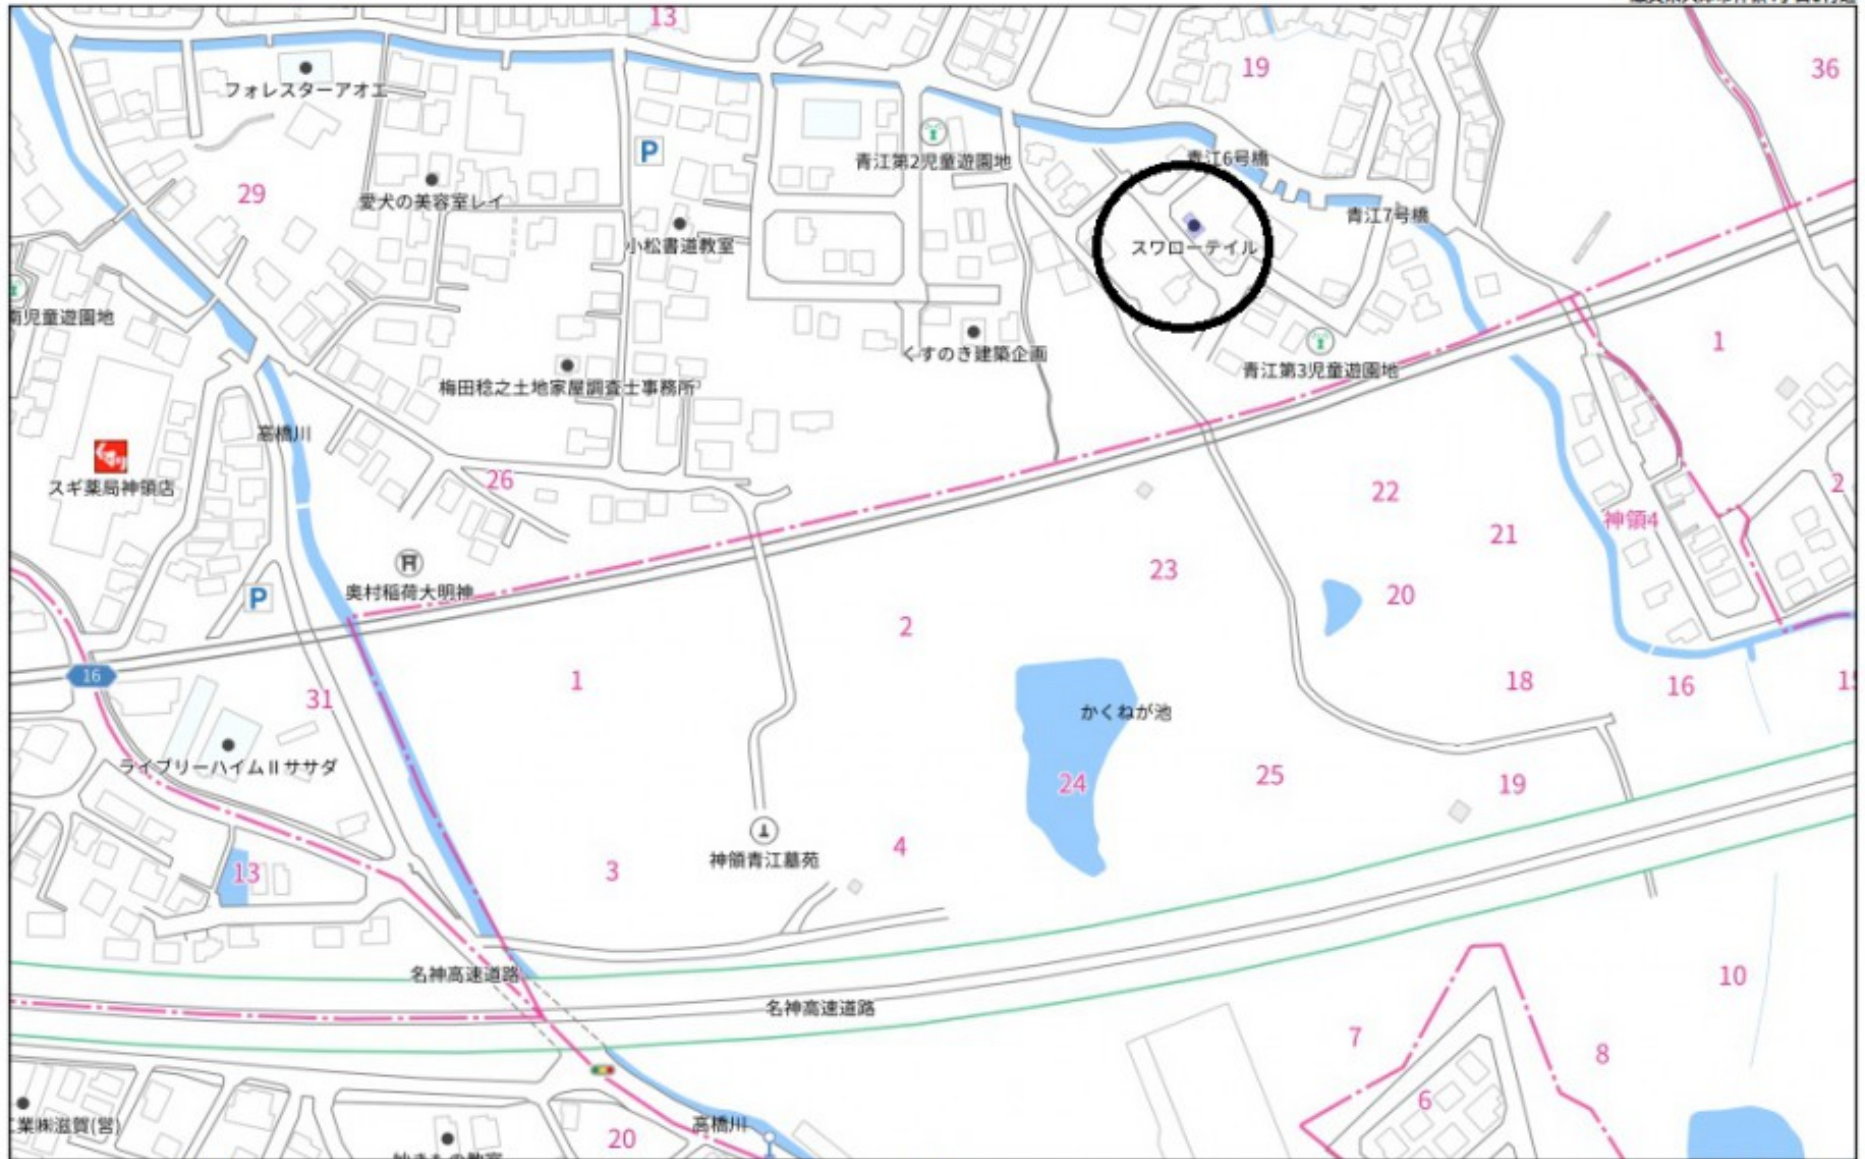 13
19
36
フォレスターアオエ
P
青江第2児童遊園地
青江6号橋
29
愛犬の美容室レイ
小松書道教室
青江7号橋
スワローテイル
南児童遊園地
くすのき建築企画
青江第3児童遊園地
1
梅田稔之土地家屋調査士事務所
高橋川
くすり
スギ薬局神領店
26
22
2
神領4
21
奥村稲荷大明神
P
23
20
2
16
31
1
18
16
かくねが池
ライブリーハイムⅡササダ
24
25
19
13
3
4
神領青江墓苑
名神高速道路
名神高速道路
10
7
8
6
工業㈱滋賀(営)
20
高橋川